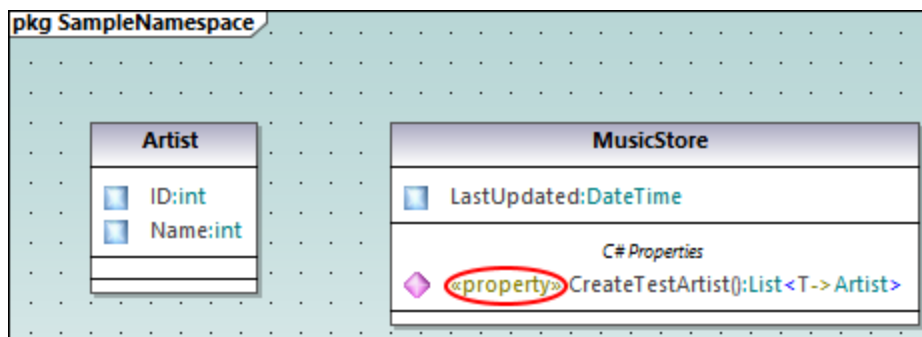 pkg SampleNamespace
Artist
ID:int
Name:int
MusicStore
LastUpdated:DateTime
C# Properties
«property»CreateTestArtist():List<T->Artist>